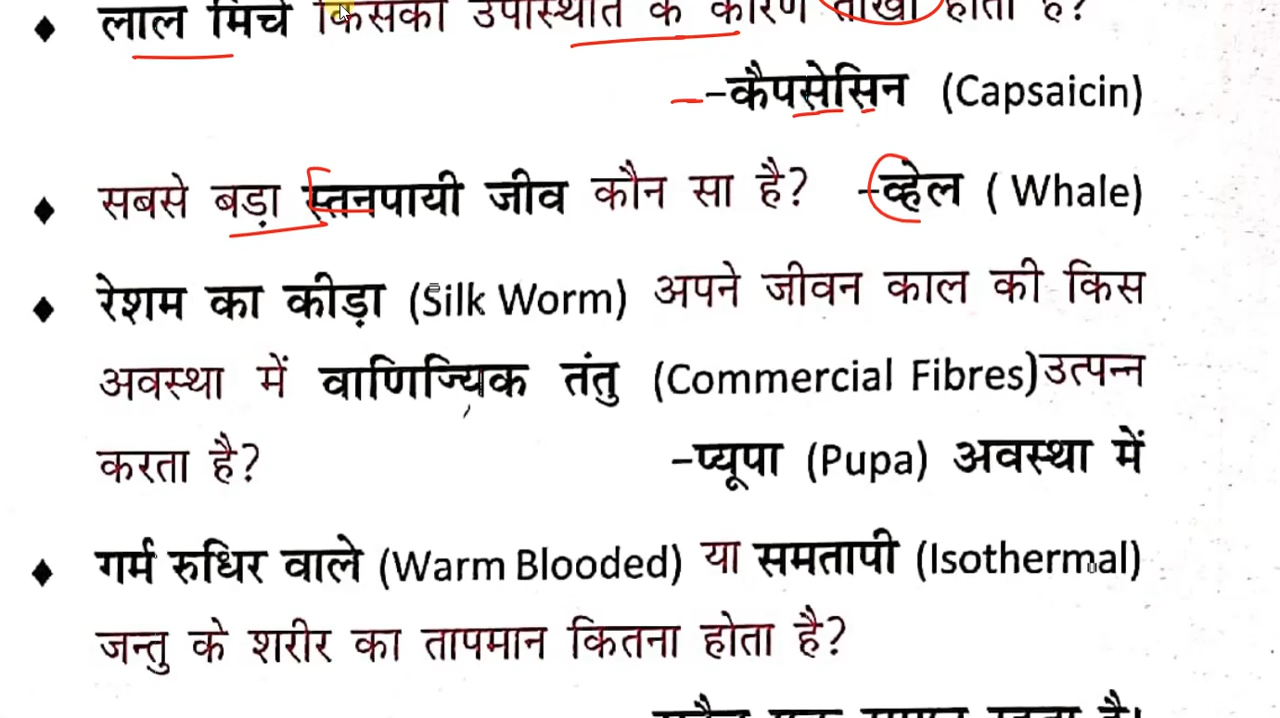 ♦ लाल मिर्च किसकी उपस्थिति के कारण तीखी होता है?
–कैपसेसिन (Capsaicin)
♦ सबसे बड़ा स्तनपायी जीव कौन सा है? –व्हेल ( Whale)
♦ रेशम का कीड़ा (Silk Worm) अपने जीवन काल की किस
अवस्था में वाणिज्यिक तंतु (Commercial Fibres)उत्पन्न
करता है? –प्यूपा (Pupa) अवस्था में
♦ गर्म रुधिर वाले (Warm Blooded) या समतापी (Isothermal)
जन्तु के शरीर का तापमान कितना होता है?